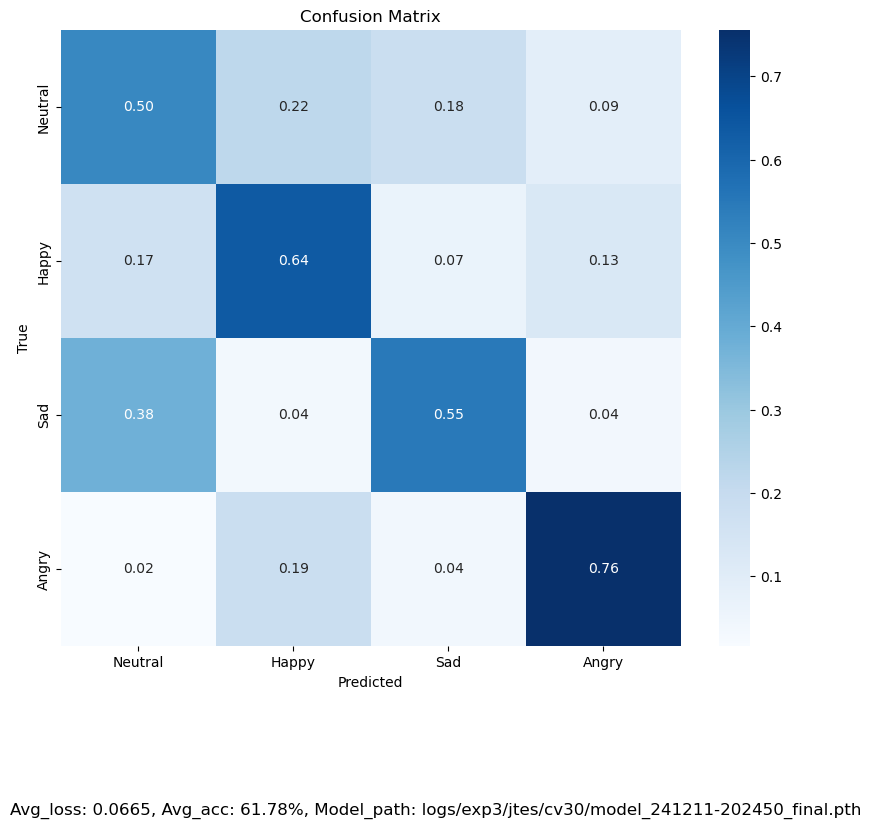 Confusion Matrix
Neutral 0.50 0.22 0.18 0.09
Happy 0.17 0.64 0.07 0.13
Sad 0.38 0.04 0.55 0.04
Angry 0.02 0.19 0.04 0.76
True
Neutral Happy Sad Angry
Predicted
0.7
0.6
0.5
0.4
0.3
0.2
0.1
Avg_loss: 0.0665, Avg_acc: 61.78%, Model_path: logs/exp3/jtes/cv30/model_241211-202450_final.pth